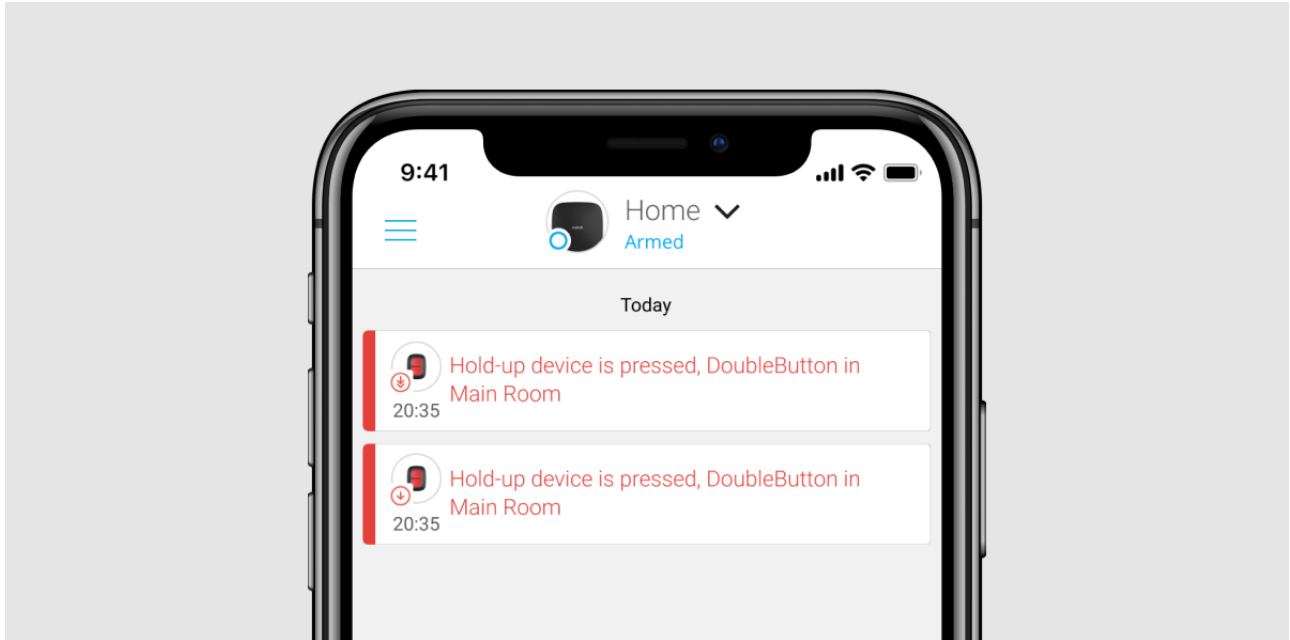 9:41
Home
Armed
Today
Hold-up device is pressed, DoubleButton in
Main Room
20:35
Hold-up device is pressed, DoubleButton in
Main Room
20:35